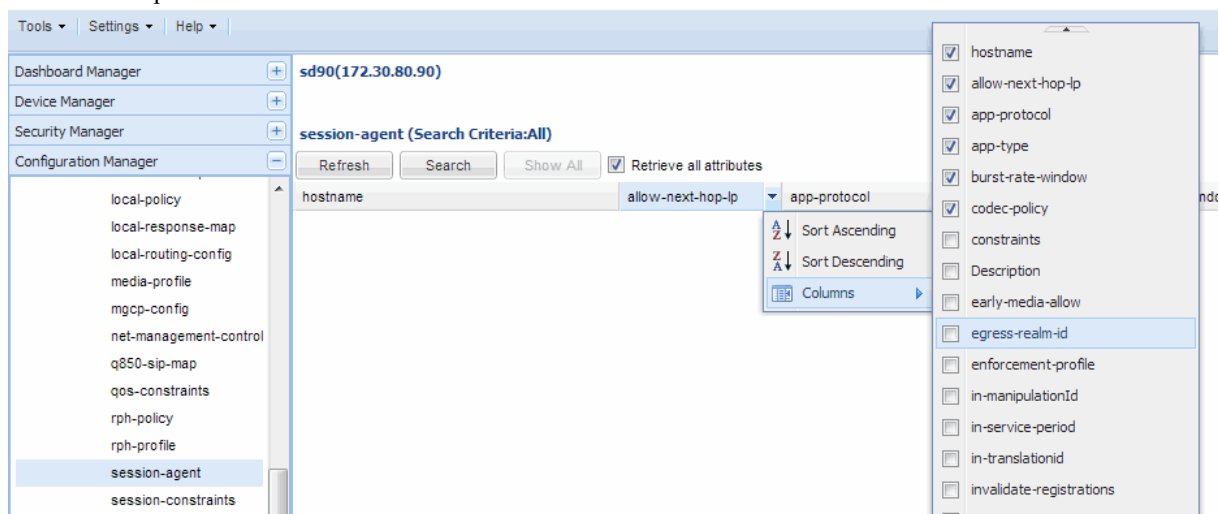 Tools Settings Help
Dashboard Manager
Device Manager
Security Manager
Configuration Manager
local-policy
local-response-map
local-routing-config
media-profile
mgcp-config
net-management-control
q850-sip-map
qos-constraints
rph-policy
rph-profile
session-agent
session-constraints
sd90(172.30.80.90)
session-agent (Search Criteria:All)
Refresh Search Show All Retrieve all attributes
hostname allow-next-hop-lp app-protocol
Sort Ascending
Sort Descending
Columns
hostname
allow-next-hop-lp
app-protocol
app-type
burst-rate-window
codec-policy
constraints
Description
early-media-allow
egress-realm-id
enforcement-profile
in-manipulationId
in-service-period
in-translationid
invalidate-registrations